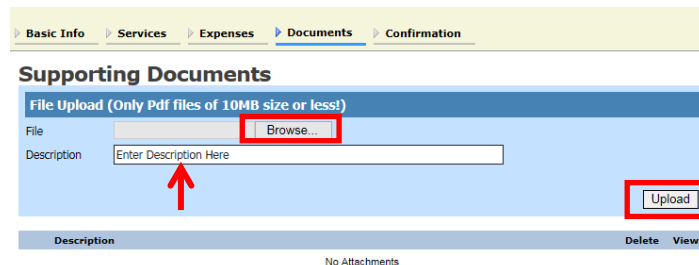 Basic Info Services Expenses Documents Confirmation
Supporting Documents
File Upload (Only Pdf files of 10MB size or less!)
File Browse...
Description Enter Description Here
Upload
Description Delete View
No Attachments